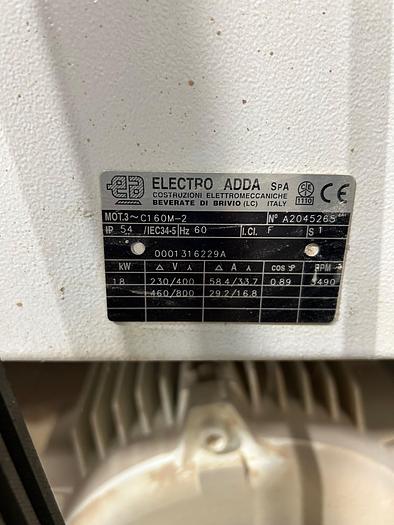 ELECTRO ADDA SpA
COSTRUZIONI ELETTROMECCANICHE
BEVERATE DI BRIVIO (LC) ITALY
CE
MOT.3~ C160M-2 N° A2045265
IP 54 /IEC34-5 Hz 60 I.Cl. F S 1
0001316229A
kW Δ V Y Δ A Y cos φ RPM
18 230/400 58.4/33.7 0.89 3490
460/800 29.2/16.8